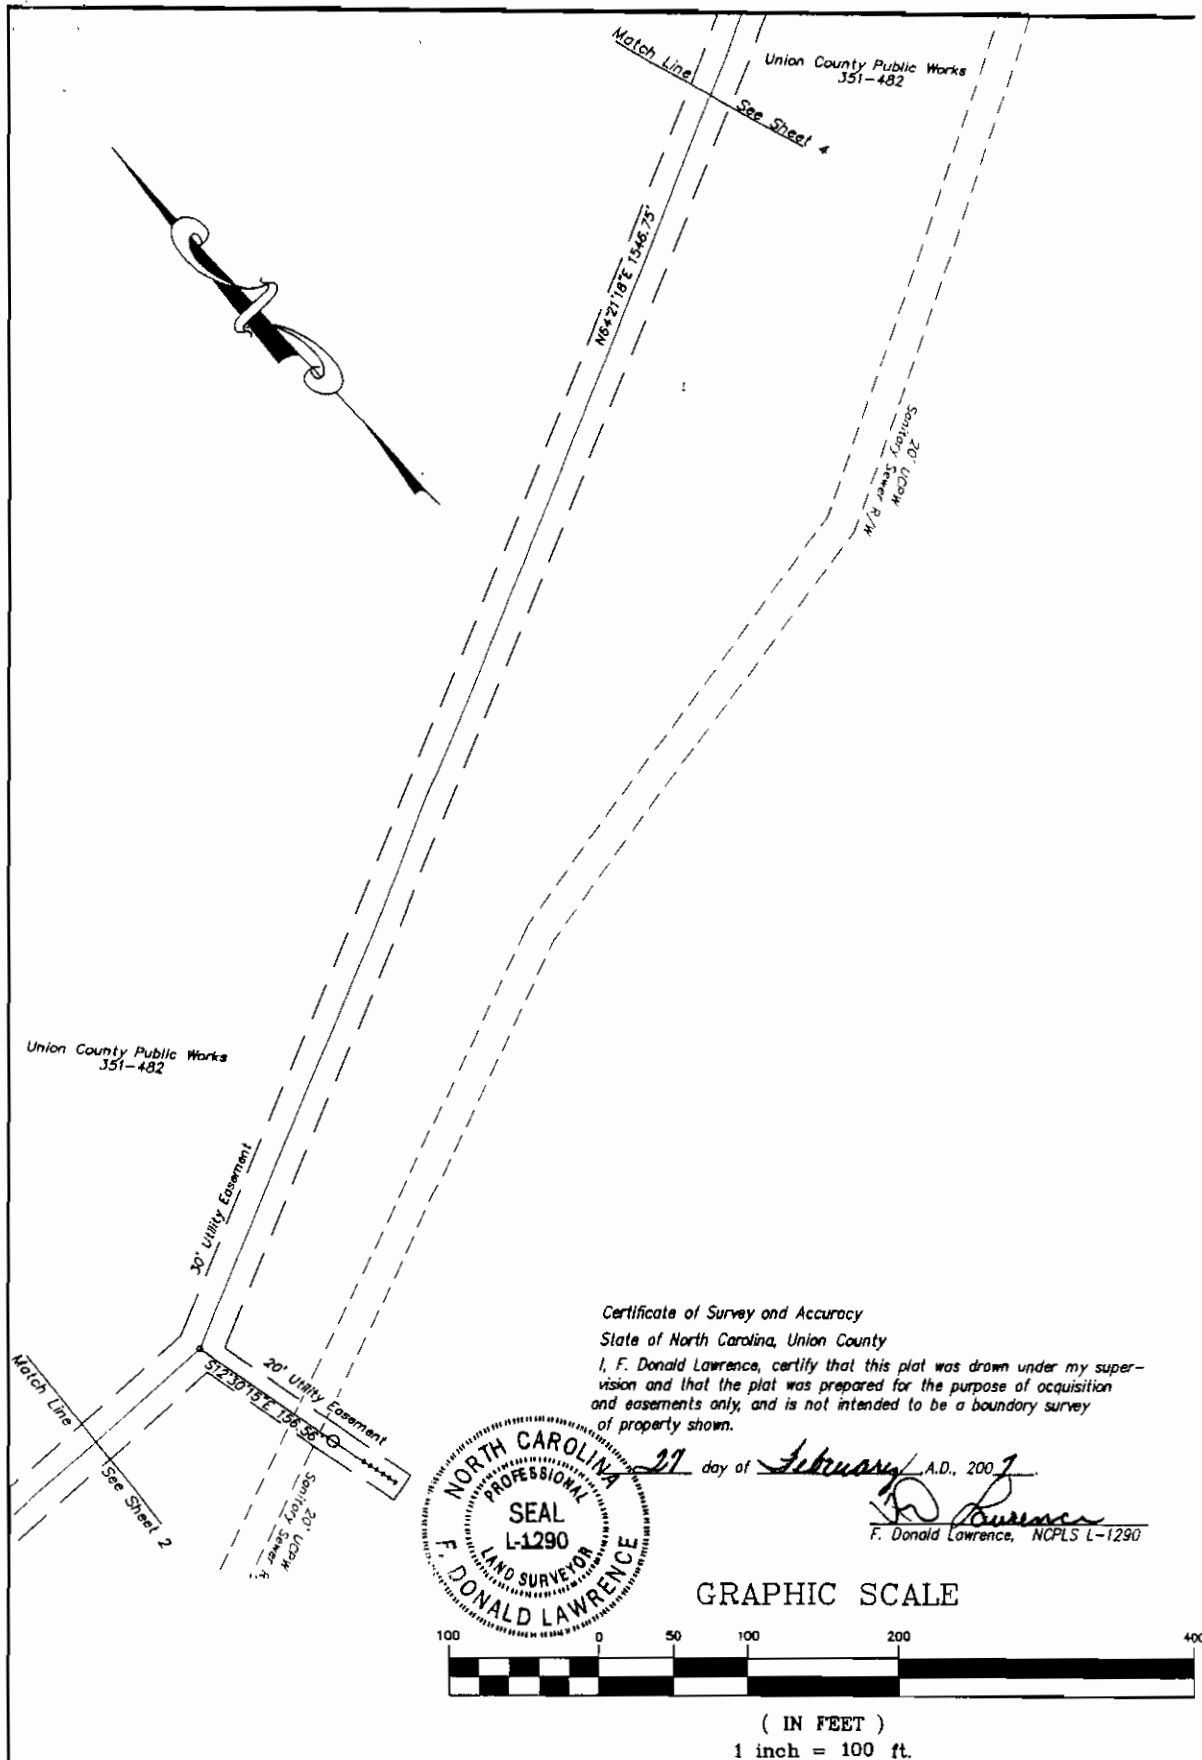 Match Line
See Sheet 4
Union County Public Works
351-482
N64°21'18"E 1546.75'
20' UCPW
Sanitary Sewer R/W
Union County Public Works
351-482
30' Utility Easement
Match Line
See Sheet 2
S12°30'15"E 156.56'
20' Utility Easement
20' UCPW
Sanitary Sewer R
Certificate of Survey and Accuracy
State of North Carolina, Union County
I, F. Donald Lawrence, certify that this plat was drawn under my super-
vision and that the plat was prepared for the purpose of acquisition
and easements only, and is not intended to be a boundary survey
of property shown.
27 day of February A.D., 2007.
F. Donald Lawrence, NCPLS L-1290
NORTH CAROLINA
PROFESSIONAL
SEAL
L-1290
LAND SURVEYOR
F. DONALD LAWRENCE
GRAPHIC SCALE
100 0 50 100 200 400
( IN FEET )
1 inch = 100 ft.